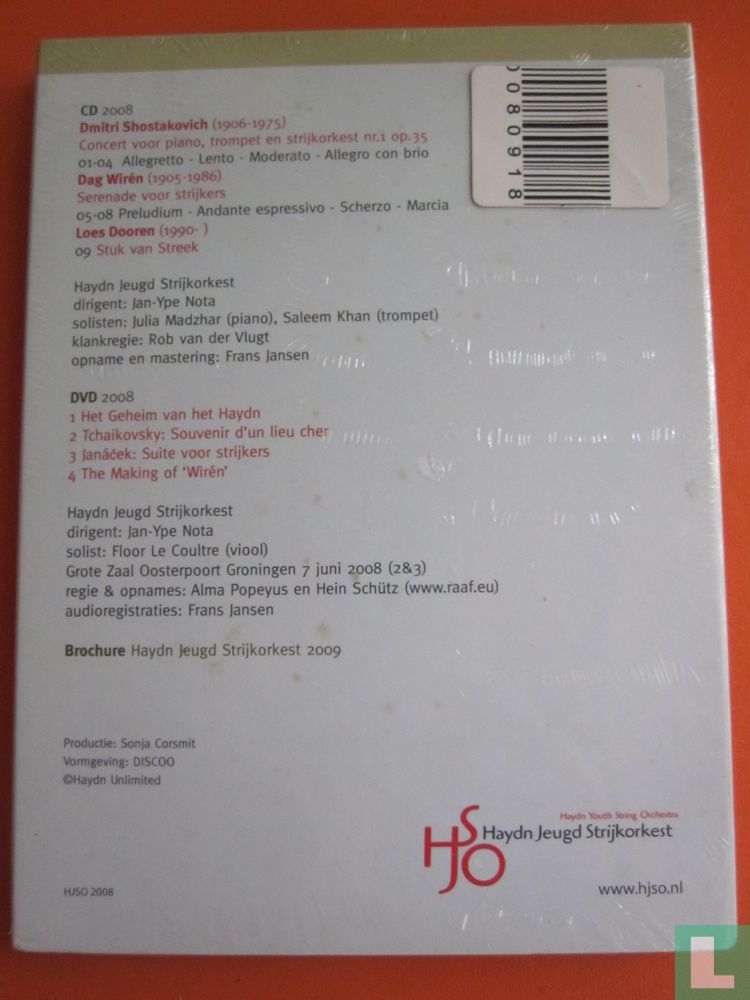 CD 2008
Dmitri Shostakovich (1906-1975)
Concert voor piano, trompet en strijkorkest nr.1 op.35
01-04 Allegretto - Lento - Moderato - Allegro con brio
Dag Wirén (1905-1986)
Serenade voor strijkers
05-08 Preludium - Andante espressivo - Scherzo - Marcia
Loes Dooren (1990- )
09 Stuk van Streek
080918
Haydn Jeugd Strijkorkest
dirigent: Jan-Ype Nota
solisten: Julia Madzhar (piano), Saleem Khan (trompet)
klankregie: Rob van der Vlugt
opname en mastering: Frans Jansen
DVD 2008
1 Het Geheim van het Haydn
2 Tchaikovsky: Souvenir d'un lieu cher
3 Janáček: Suite voor strijkers
4 The Making of 'Wirén'
Haydn Jeugd Strijkorkest
dirigent: Jan-Ype Nota
solist: Floor Le Coultre (viool)
Grote Zaal Oosterpoort Groningen 7 juni 2008 (2&3)
regie & opnames: Alma Popeyus en Hein Schütz (www.raaf.eu)
audioregistraties: Frans Jansen
Brochure Haydn Jeugd Strijkorkest 2009
Productie: Sonja Corsmit
Vormgeving: DISCOO
©Haydn Unlimited
HJSO
Haydn Youth String Orchestra
Haydn Jeugd Strijkorkest
HJSO 2008
www.hjso.nl
L